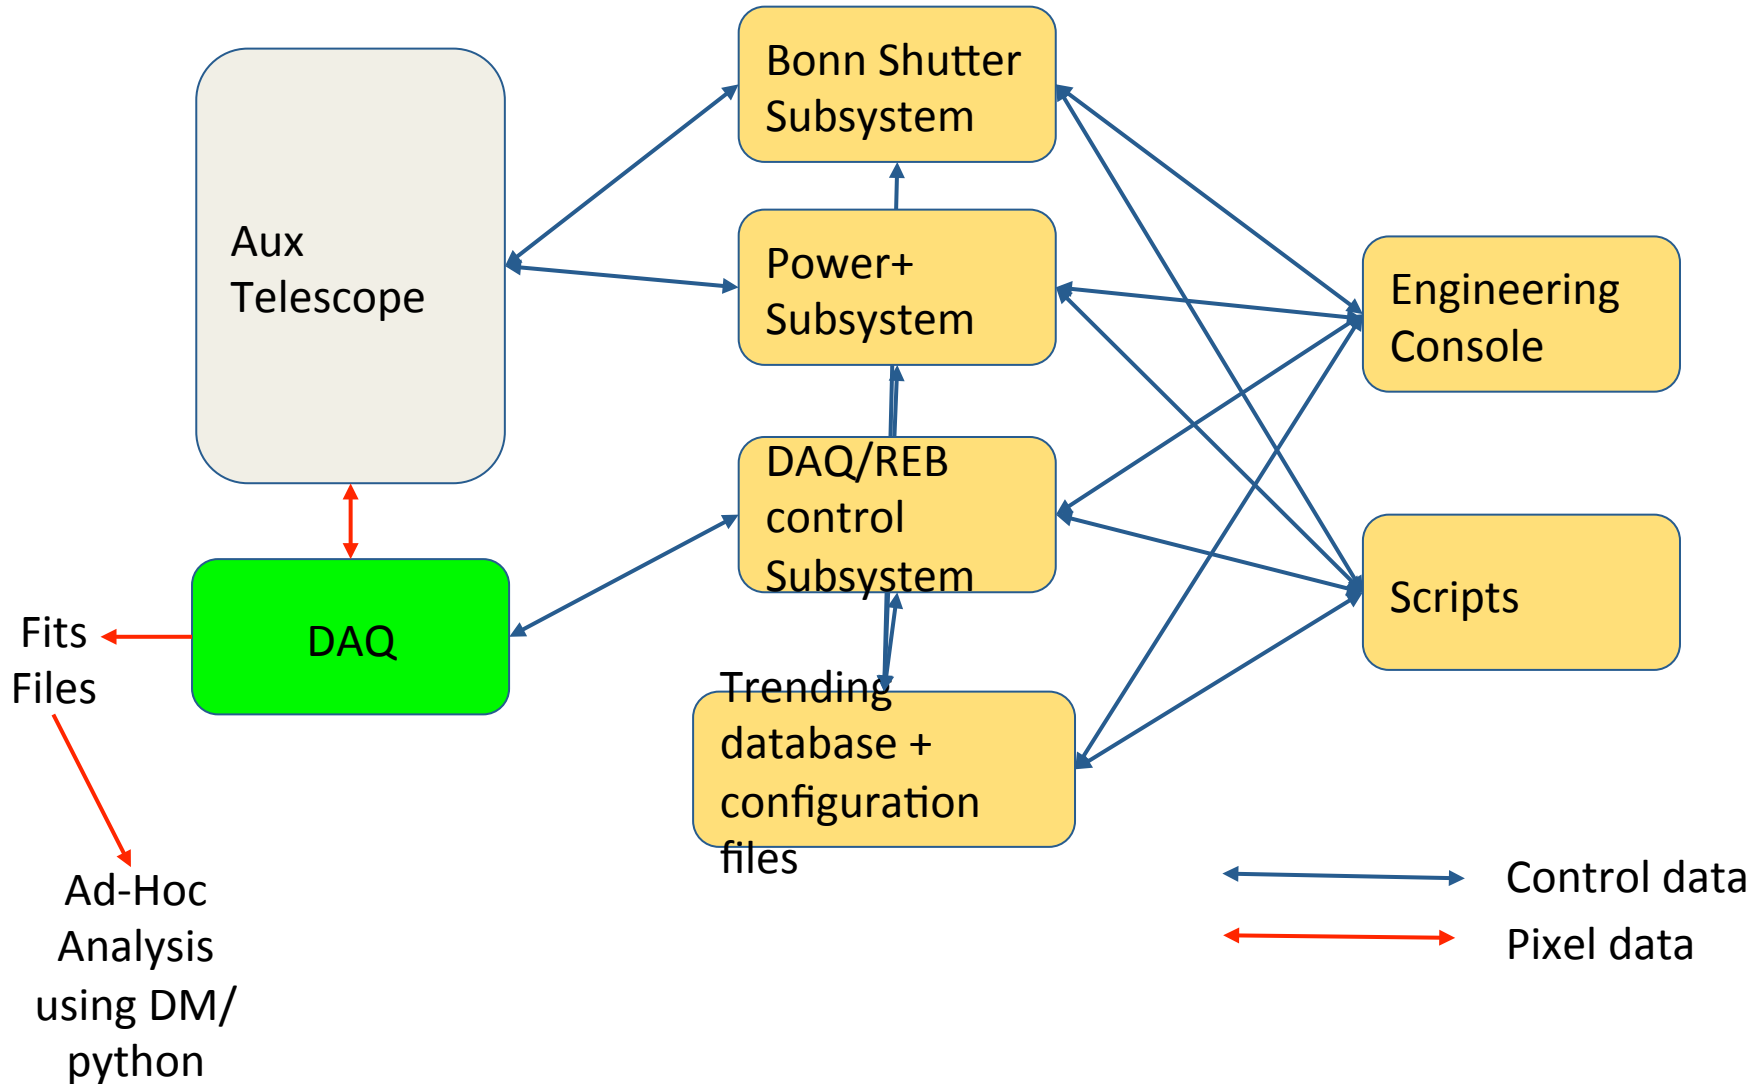 Bonn Shutter
Subsystem
Aux
Telescope
Power+
Subsystem
Engineering
Console
DAQ/REB
control
Subsystem
Scripts
DAQ
Fits
Files
Trending
database +
configuration
files
Ad-Hoc
Analysis
using DM/
python
Control data
Pixel data